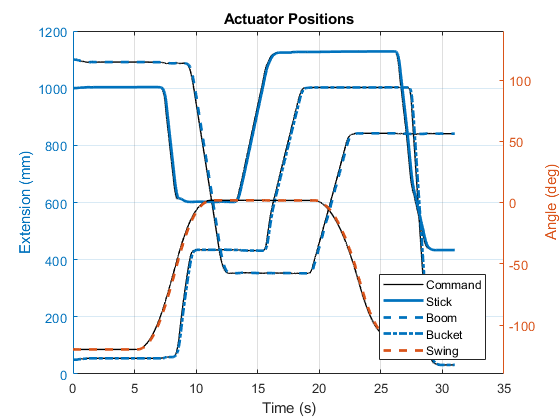 Actuator Positions
1200
1000
800
600
400
200
0
Extension (mm)
100
50
0
-50
-100
Angle (deg)
0 5 10 15 20 25 30 35
Time (s)
Command
Stick
Boom
Bucket
Swing